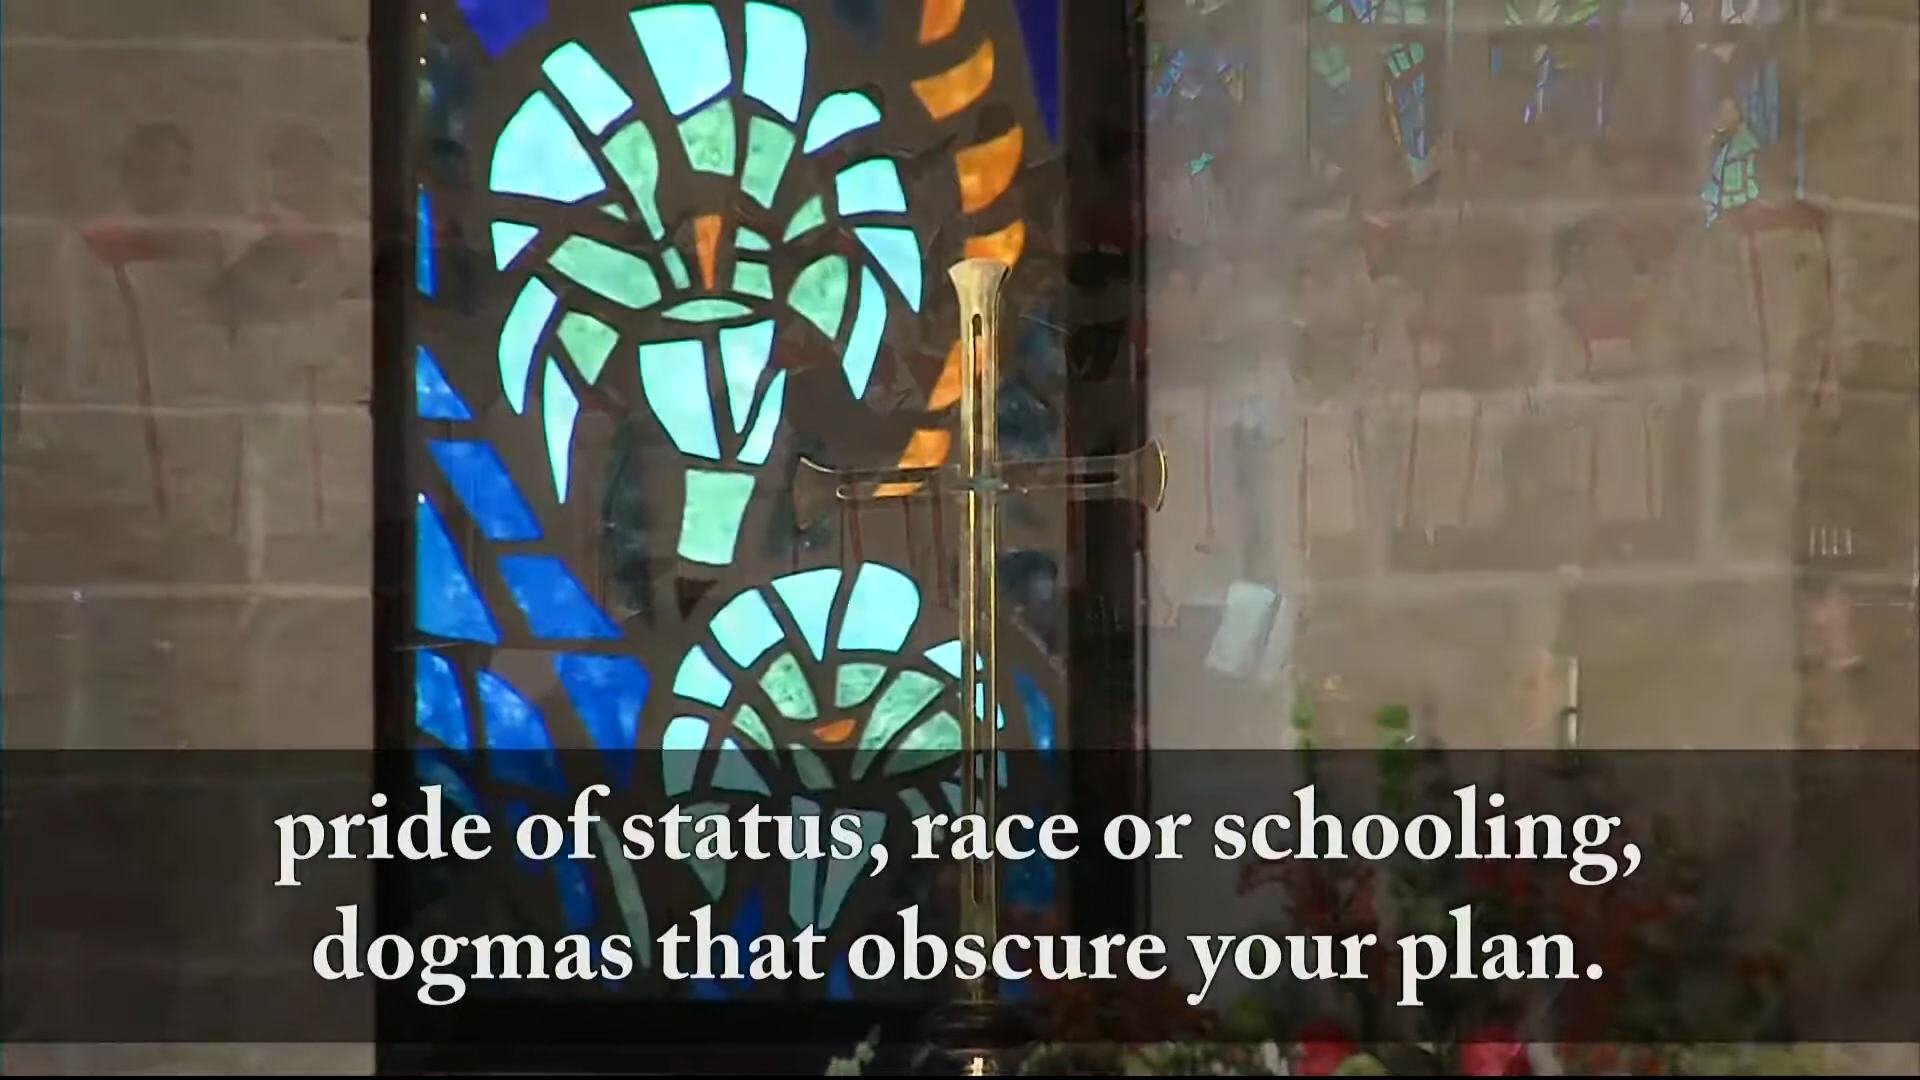 pride of status, race or schooling,
dogmas that obscure your plan.